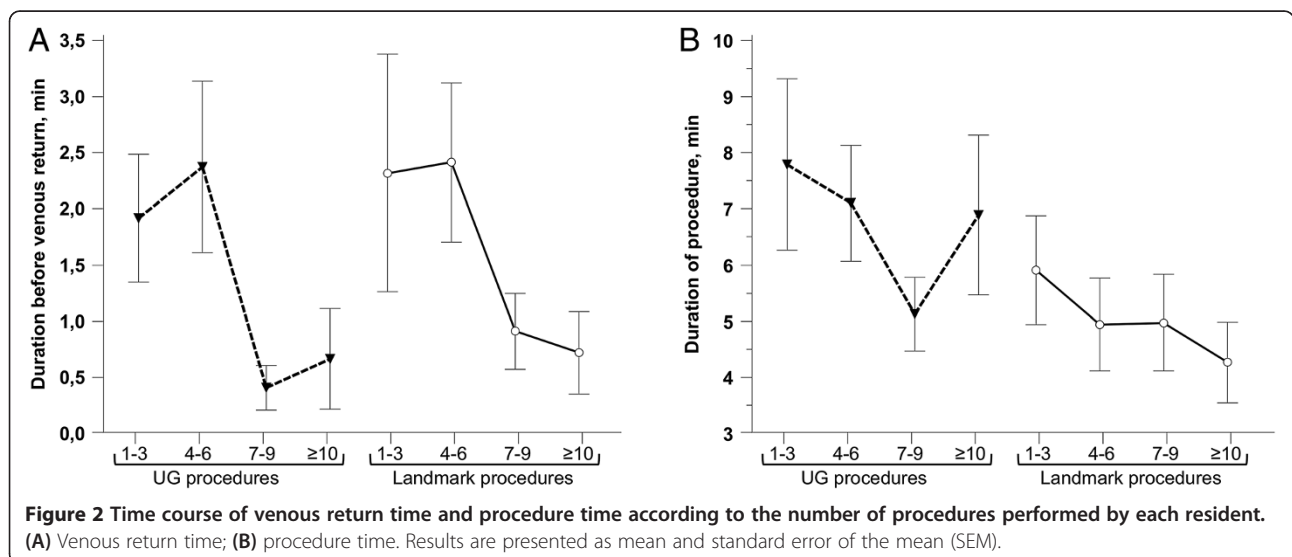 A
3,5
3,0
2,5
2,0
1,5
1,0
0,5
0,0
Duration before venous return, min
1-3 4-6 7-9 ≥10 1-3 4-6 7-9 ≥10
UG procedures Landmark procedures
B
10
9
8
7
6
5
4
3
Duration of procedure, min
1-3 4-6 7-9 ≥10 1-3 4-6 7-9 ≥10
UG procedures Landmark procedures
Figure 2 Time course of venous return time and procedure time according to the number of procedures performed by each resident.
(A) Venous return time; (B) procedure time. Results are presented as mean and standard error of the mean (SEM).